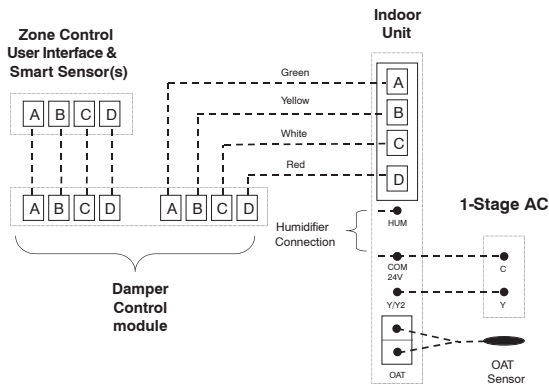 Indoor
Unit
Zone Control
User Interface &
Smart Sensor(s)
A B C D
Green
A
Yellow
B
White
C
Red
D
A B C D
A B C D
Humidifier
Connection
HUM
1-Stage AC
COM
24V
C
Y/Y2
Y
Damper
Control
module
OAT
OAT
Sensor